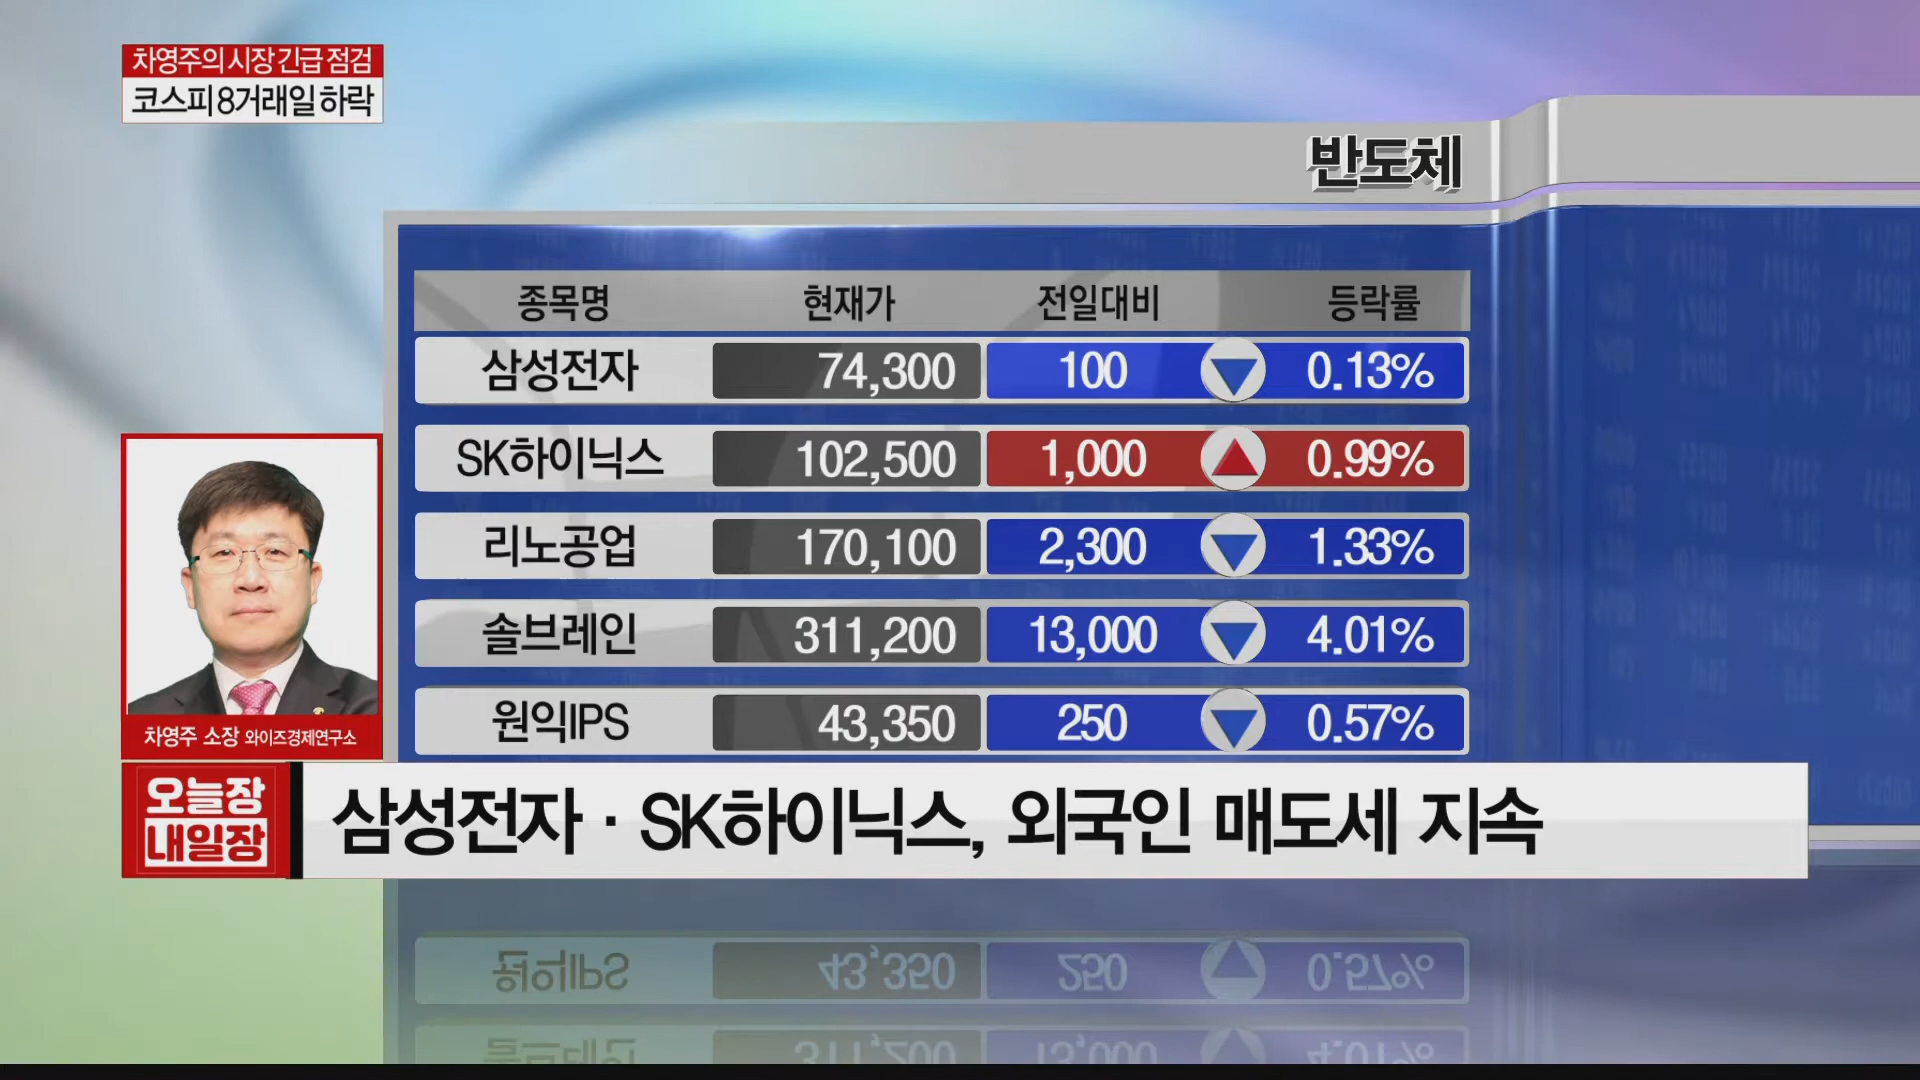 차영주의 시장 긴급 점검
코스피 8거래일 하락
반도체
종목명 현재가 전일대비 등락률
삼성전자 74,300 100 ▼ 0.13%
SK하이닉스 102,500 1,000 ▲ 0.99%
리노공업 170,100 2,300 ▼ 1.33%
솔브레인 311,200 13,000 ▼ 4.01%
원익IPS 43,350 250 ▼ 0.57%
차영주 소장 와이즈경제연구소
오늘장
내일장
삼성전자·SK하이닉스, 외국인 매도세 지속